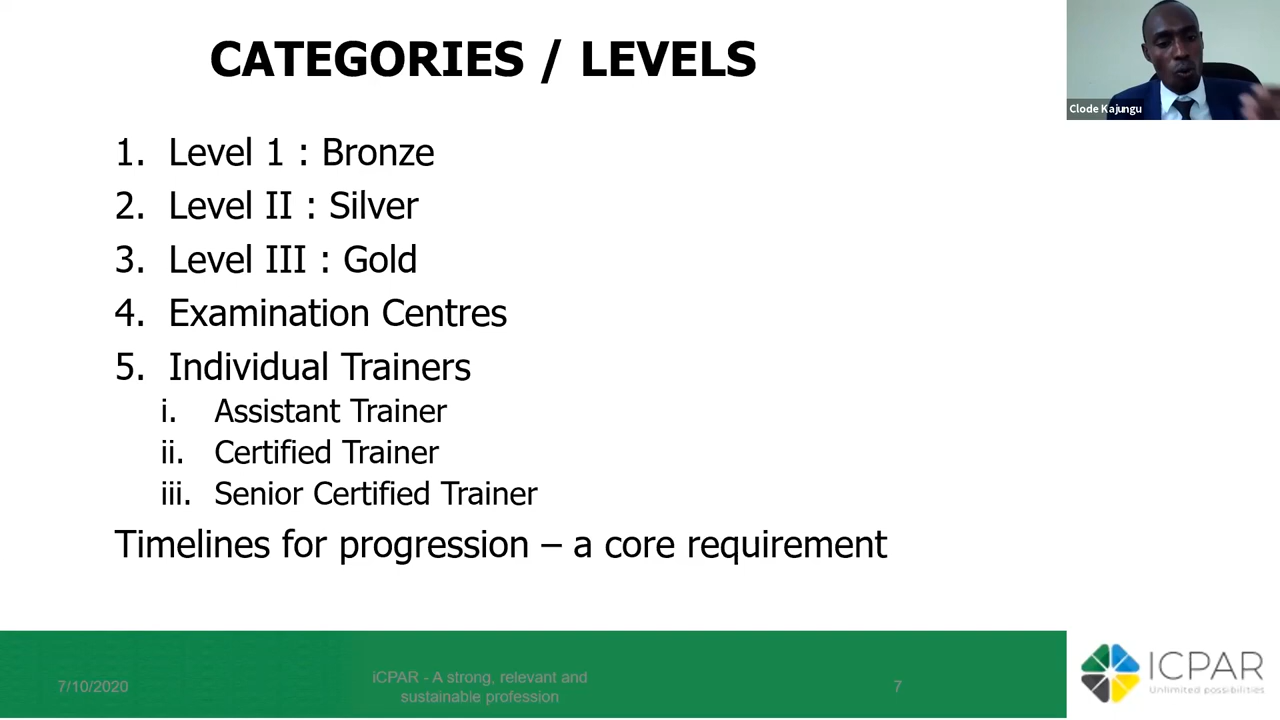 CATEGORIES / LEVELS
Clode Kajungu
1. Level 1 : Bronze
2. Level II : Silver
3. Level III : Gold
4. Examination Centres
5. Individual Trainers
i. Assistant Trainer
ii. Certified Trainer
iii. Senior Certified Trainer
Timelines for progression – a core requirement
7/10/2020
iCPAR - A strong, relevant and
sustainable profession
7
ICPAR
Unlimited possibilities